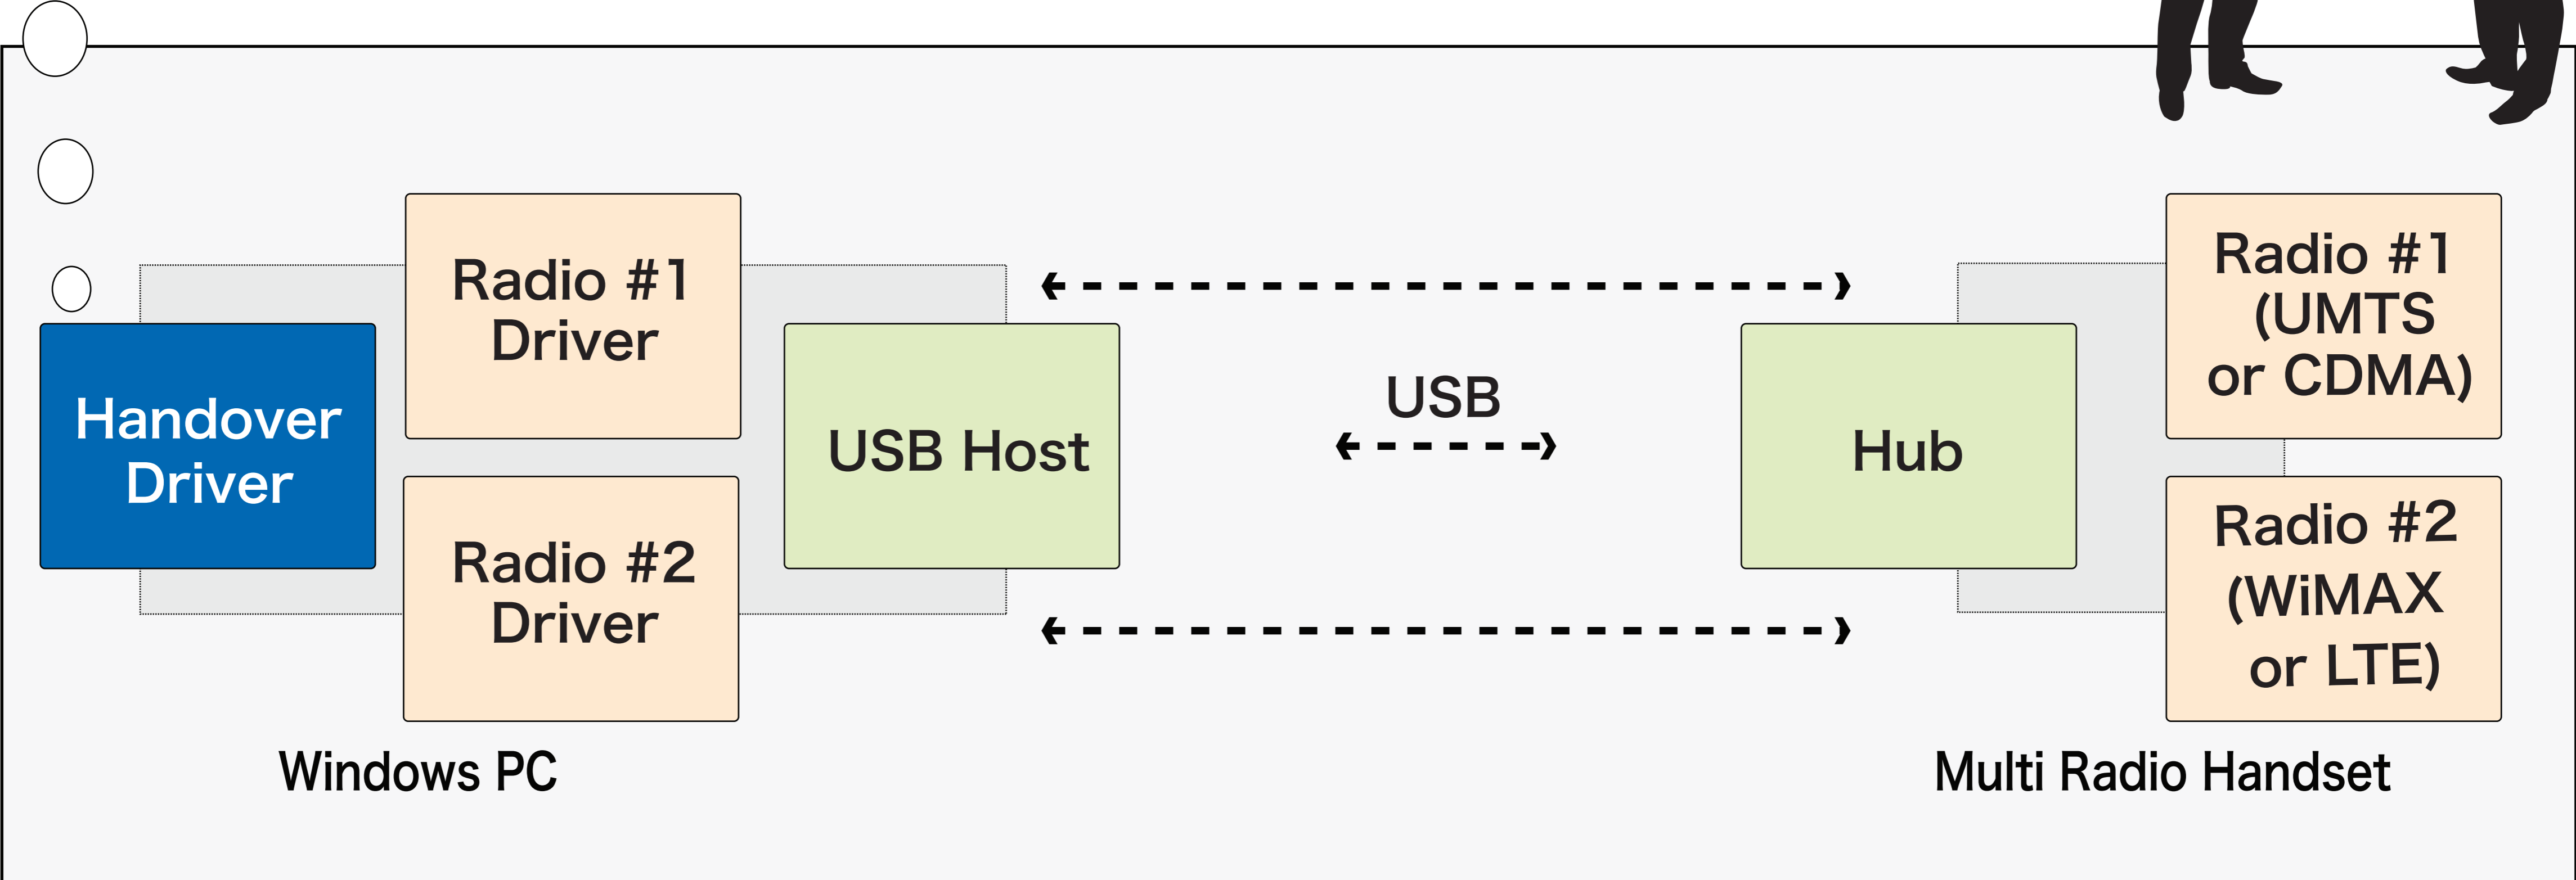 Radio #1
Driver
Handover
Driver
Radio #2
Driver
USB Host
USB
Hub
Radio #1
(UMTS
or CDMA)
Radio #2
(WiMAX
or LTE)
Windows PC
Multi Radio Handset